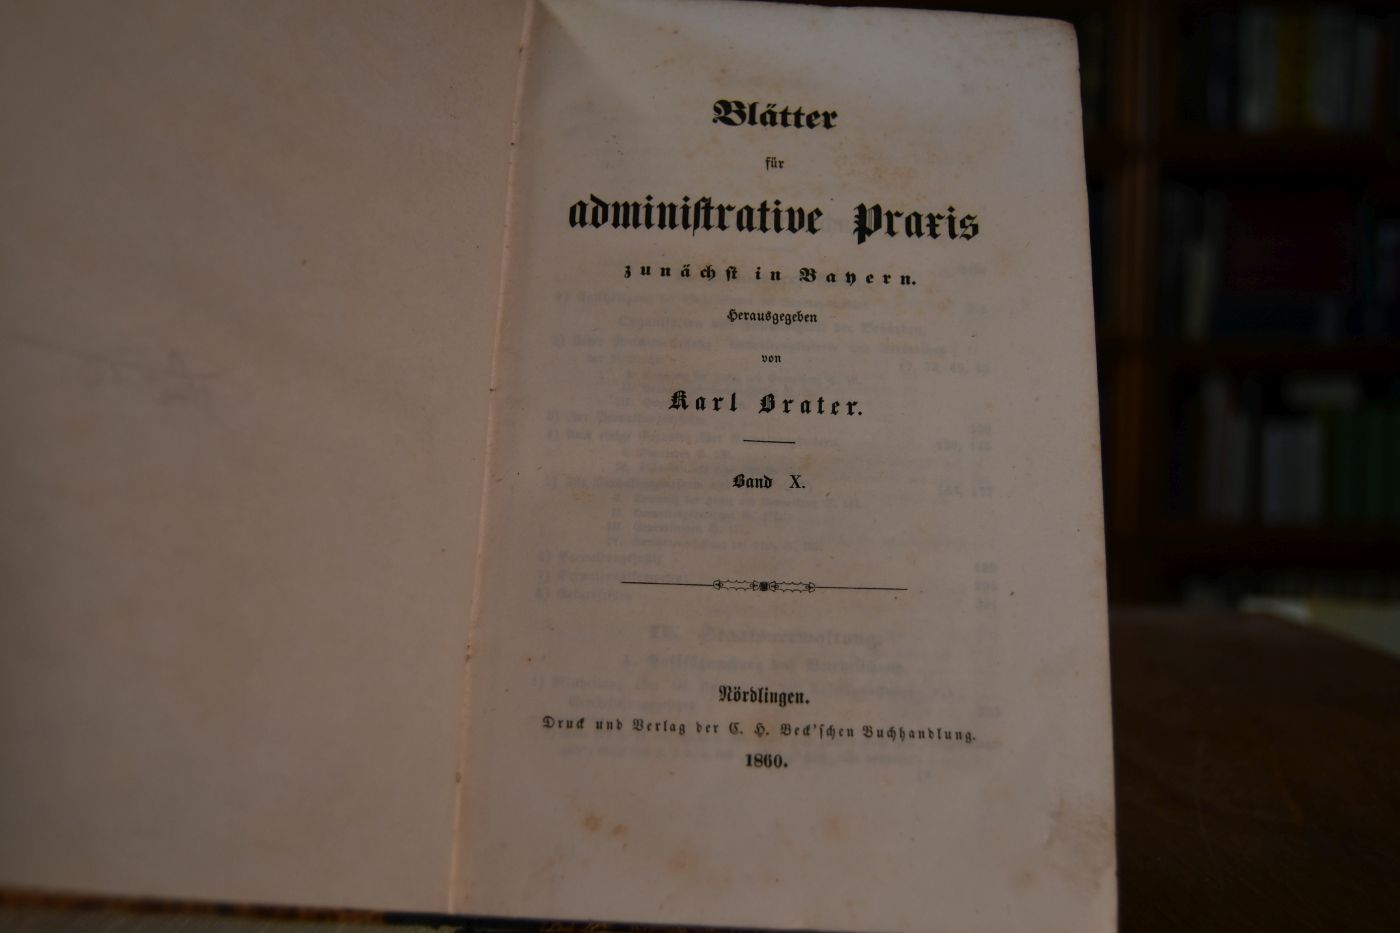 Blätter
für
administrative Praxis
zunächst in Bayern.
Herausgegeben
von
Karl Brater.
Band X.
Nördlingen.
Druck und Verlag der C. H. Beck'schen Buchhandlung.
1860.